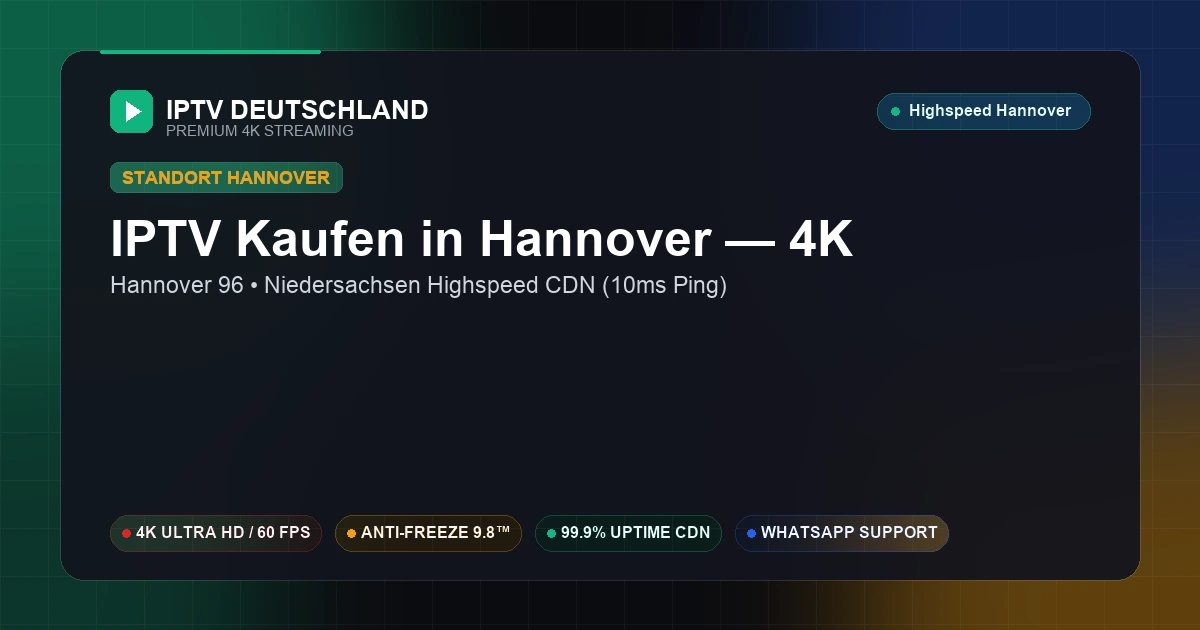 IPTV DEUTSCHLAND
PREMIUM 4K STREAMING
Highspeed Hannover
STANDORT HANNOVER
IPTV Kaufen in Hannover — 4K
Hannover 96 • Niedersachsen Highspeed CDN (10ms Ping)
4K ULTRA HD / 60 FPS
ANTI-FREEZE 9.8™
99.9% UPTIME CDN
WHATSAPP SUPPORT